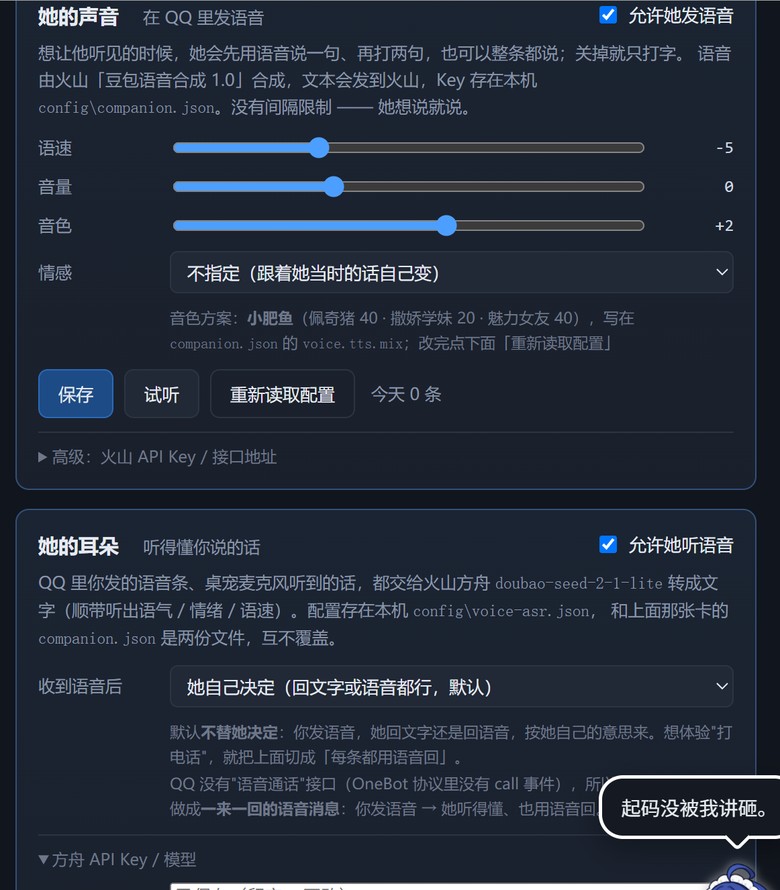 她的声音 在 QQ 里发语音 允许她发语音
想让他听见的时候，她会先用语音说一句、再打两句，也可以整条都说；关掉就只打字。 语音
由火山「豆包语音合成 1.0」合成，文本会发到火山，Key 存在本机
config\companion.json。没有间隔限制 —— 她想说就说。
语速 -5
音量 0
音色 +2
情感 不指定（跟着她当时的话自己变）
音色方案：小肥鱼（佩奇猪 40 · 撒娇学妹 20 · 魅力女友 40），写在
companion.json 的 voice.tts.mix；改完点下面「重新读取配置」
保存 试听 重新读取配置 今天 0 条
▶高级：火山 API Key / 接口地址
她的耳朵 听得懂你说的话 允许她听语音
QQ 里你发的语音条、桌宠麦克风听到的话，都交给火山方舟 doubao-seed-2-1-lite 转成文
字（顺带听出语气 / 情绪 / 语速）。配置存在本机 config\voice-asr.json， 和上面那张卡的
companion.json 是两份文件，互不覆盖。
收到语音后 她自己决定（回文字或语音都行，默认）
默认不替她决定：你发语音，她回文字还是回语音，按她自己的意思来。想体验"打
电话"，就把上面切成「每条都用语音回」。
QQ 没有"语音通话"接口（OneBot 协议里没有 call 事件），所
做成一来一回的语音消息：你发语音 → 她听得懂、也用语音回
起码没被我讲砸。
▼方舟 API Key / 模型